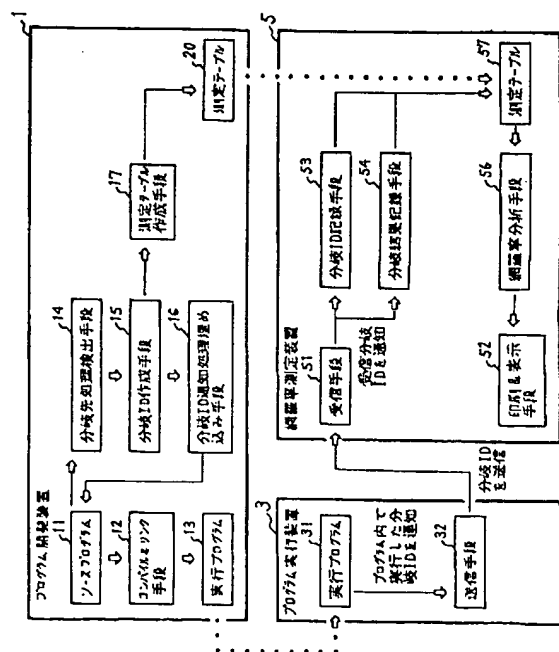 プログラム開発装置
1
11
ソースプログラム
12
コンパイル&リンク
手段
13
実行プログラム
14
分岐先処理検出手段
15
分岐ID作成手段
16
分岐ID通知処理埋め
込み手段
17
測定テーブル
作成手段
20
測定テーブル
プログラム実行装置
3
31
実行プログラム
プログラム内で
実行した分
岐IDを通知
32
送信手段
分岐ID
を送信
網羅率測定装置
5
51
受信手段
受信分岐
IDを通知
53
分岐ID記録手段
54
分岐結果記録手段
57
測定テーブル
56
網羅率分析手段
52
印刷&表示
手段